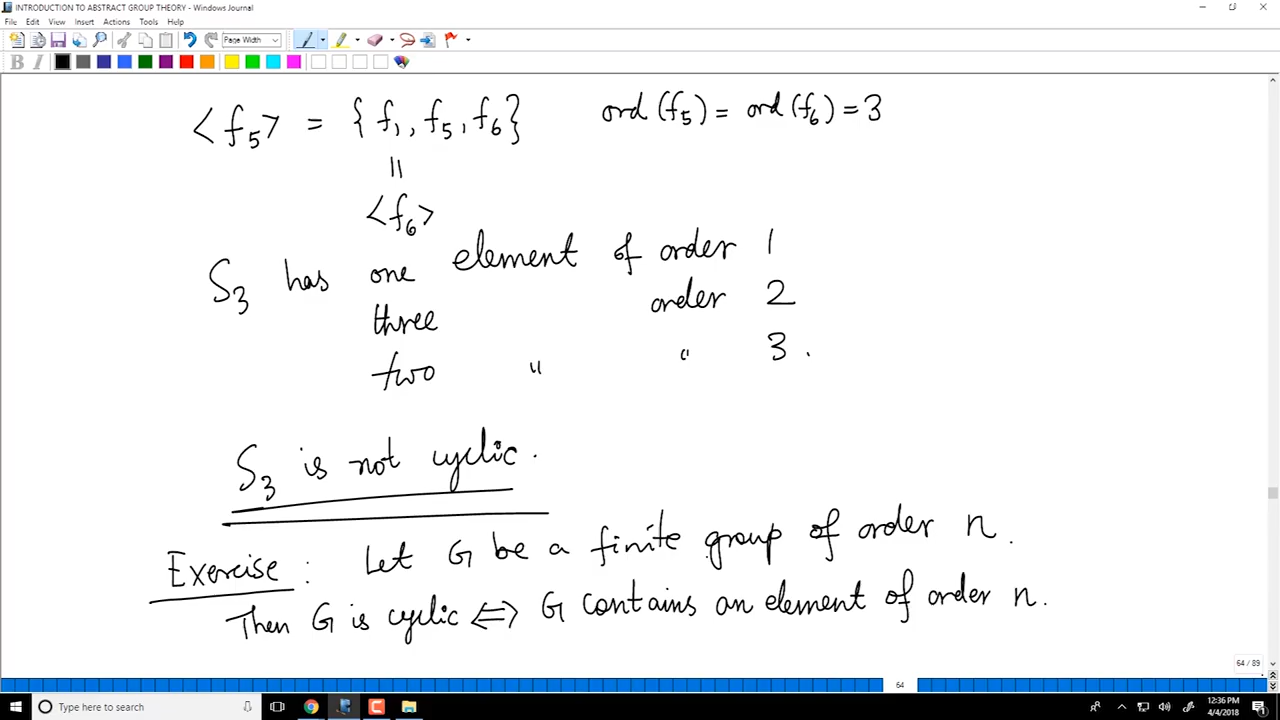 INTRODUCTION TO ABSTRACT GROUP THEORY - Windows Journal
File Edit View Insert Actions Tools Help
Page Width
B I
<f₅> = {f₁, f₅, f₆} ord (f₅) = ord (f₆) = 3
||
<f₆>
S₃ has one element of order 1
three order 2
two " " 3 .
S₃ is not cyclic .
Exercise : Let G be a finite group of order n .
Then G is cyclic ⇔ G contains an element of order n .
64 / 89
64
Type here to search
12:36 PM
4/4/2018